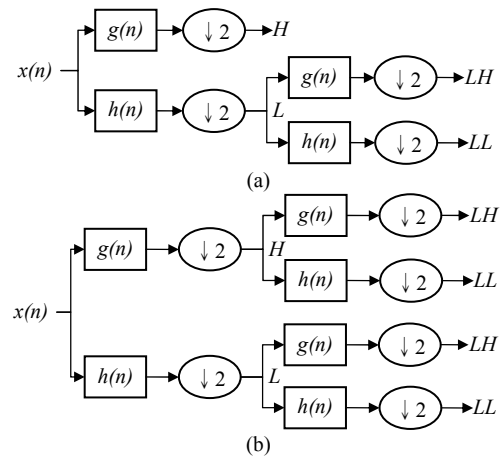 g(n) ↓ 2 H
x(n) g(n) ↓ 2 LH
h(n) ↓ 2 L
h(n) ↓ 2 LL
(a)
g(n) ↓ 2 LH
g(n) ↓ 2 H
h(n) ↓ 2 LL
x(n)
g(n) ↓ 2 LH
h(n) ↓ 2 L
h(n) ↓ 2 LL
(b)